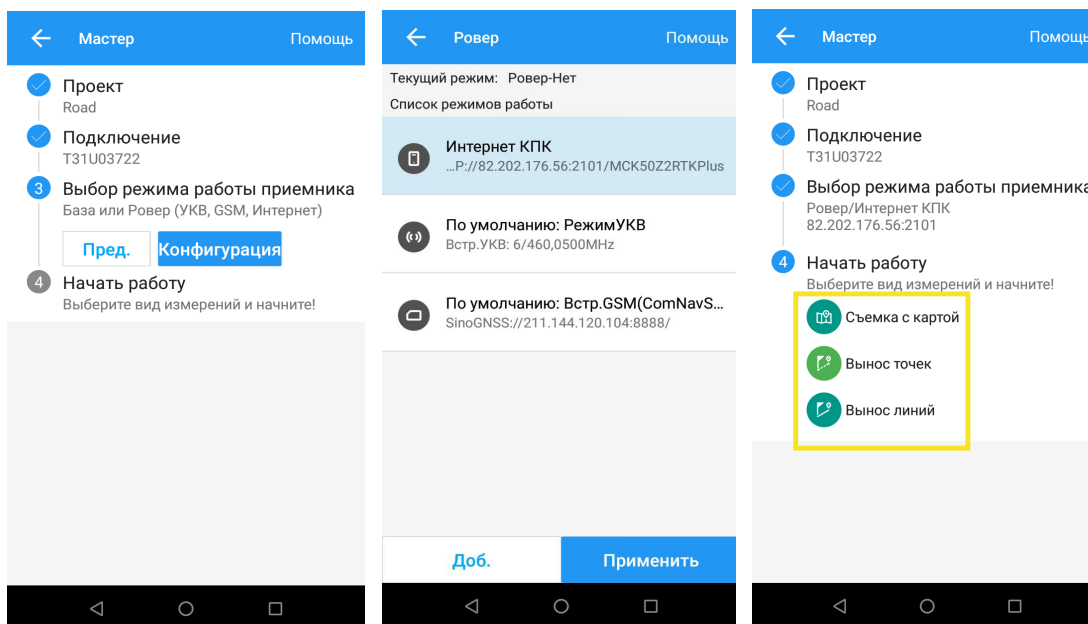 Мастер
Помощь
Проект
Road
Подключение
T31U03722
3
Выбор режима работы приемника
База или Ровер (УКВ, GSM, Интернет)
Пред.
Конфигурация
4
Начать работу
Выберите вид измерений и начните!
Ровер
Помощь
Текущий режим: Ровер-Нет
Список режимов работы
Интернет КПК
...P://82.202.176.56:2101/MCK50Z2RTKPlus
По умолчанию: РежимУКВ
Встр.УКВ: 6/460,0500MHz
По умолчанию: Встр.GSM(ComNavS...
SinoGNSS://211.144.120.104:8888/
Доб.
Применить
Мастер
Помощь
Проект
Road
Подключение
T31U03722
Выбор режима работы приемника
Ровер/Интернет КПК
82.202.176.56:2101
4
Начать работу
Выберите вид измерений и начните!
Съемка с картой
Вынос точек
Вынос линий